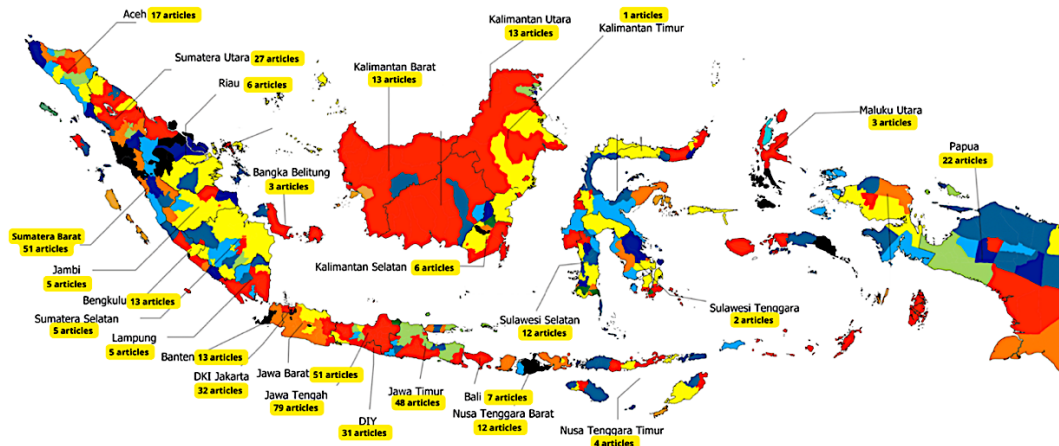 Aceh 17 articles
Sumatera Utara 27 articles
Riau 6 articles
Kalimantan Barat
13 articles
Kalimantan Utara
13 articles
1 articles
Kalimantan Timur
Maluku Utara
3 articles
Papua
22 articles
Bangka Belitung
3 articles
Sumatera Barat
51 articles
Jambi
5 articles
Bengkulu 13 articles
Sumatera Selatan
5 articles
Lampung
5 articles
Kalimantan Selatan 6 articles
Sulawesi Selatan
12 articles
Sulawesi Tenggara
2 articles
Banten 13 articles
DKI Jakarta
32 articles
Jawa Barat 51 articles
Jawa Tengah
79 articles
DIY
31 articles
Jawa Timur
48 articles
Bali 7 articles
Nusa Tenggara Barat
12 articles
Nusa Tenggara Timur
4 articles